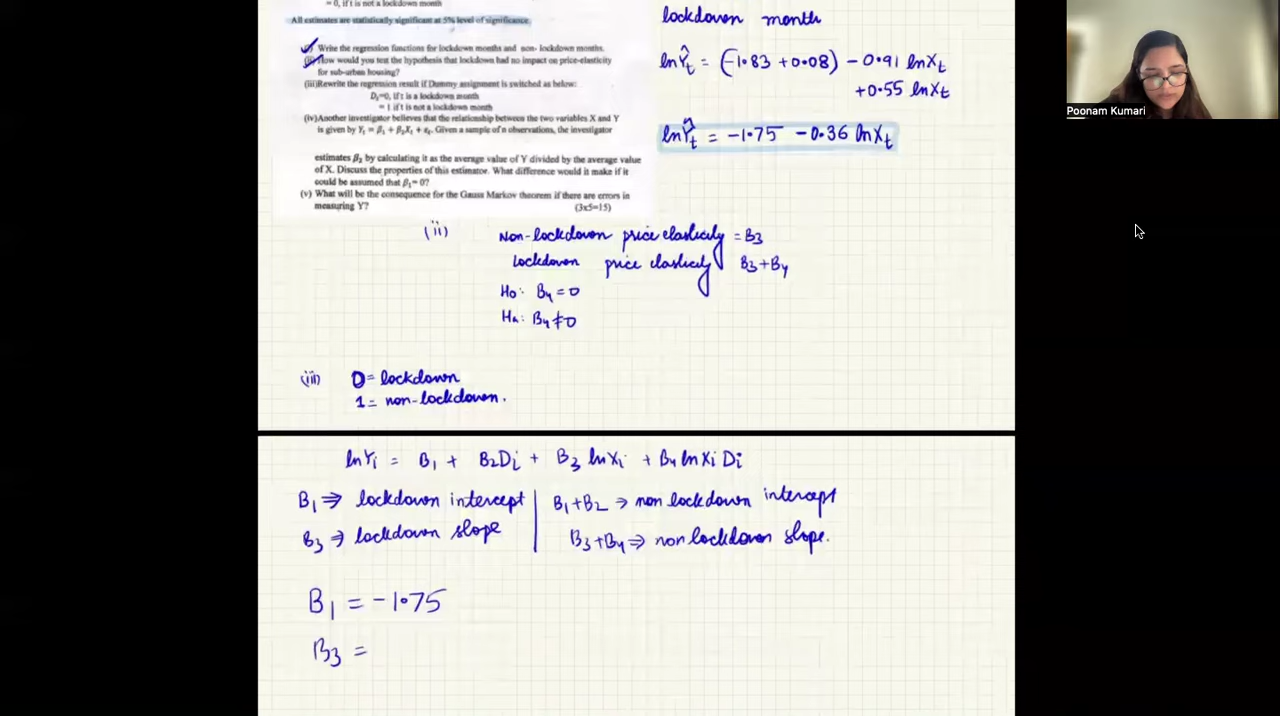 = 0, if t is not a lockdown month
All estimates are statistically significant at 5% level of significance.
(i) Write the regression functions for lockdown months and non- lockdown months.
(ii) How would you test the hypothesis that lockdown had no impact on price-elasticity
for sub-urban housing?
(iii)Rewrite the regression result if Dummy assignment is switched as below:
D_t=0, if t is a lockdown month
= 1 if t is not a lockdown month
(iv)Another investigator believes that the relationship between the two variables X and Y
is given by Y_t = β₁ + β₂X_t + ε_t. Given a sample of n observations, the investigator
estimates β₂ by calculating it as the average value of Y divided by the average value
of X. Discuss the properties of this estimator. What difference would it make if it
could be assumed that β₁= 0?
(v) What will be the consequence for the Gauss Markov theorem if there are errors in
measuring Y? (3x5=15)
lockdown month
ln Ŷt = (-1.83 + 0.08) - 0.91 lnXt
+0.55 lnXt
ln Ŷt = -1.75 - 0.36 lnXt
(ii) Non-lockdown price elasticity = B3
lockdown price elasticity B3+B4
Ho: B4 = 0
Ha: B4 ≠ 0
(iii) 0= lockdown
1= non-lockdown.
lnYi = B1 + B2Di + B3 lnXi + B4 lnXi Di
B1 ⇒ lockdown intercept | B1+B2 ⇒ non lockdown intercept
B3 ⇒ lockdown slope | B3+B4 ⇒ non lockdown slope.
B1 = -1.75
B3 =
Poonam Kumari